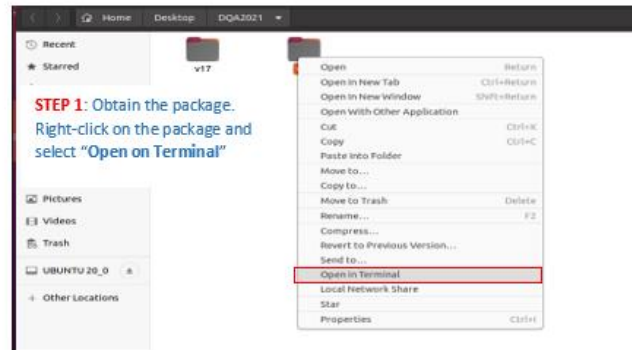 Home Desktop DQA2021
Recent
Starred
v17
STEP 1: Obtain the package.
Right-click on the package and
select “Open on Terminal”
Pictures
Videos
Trash
UBUNTU 20_0
Other Locations
Open Return
Open In New Tab Ctrl+Return
Open In New Window Shift+Return
Open With Other Application
Cut Ctrl+X
Copy Ctrl+C
Paste Into Folder
Move to...
Copy to...
Move to Trash Delete
Rename... F2
Compress...
Revert to Previous Version...
Send to...
Open in Terminal
Local Network Share
Star
Properties Ctrl+I